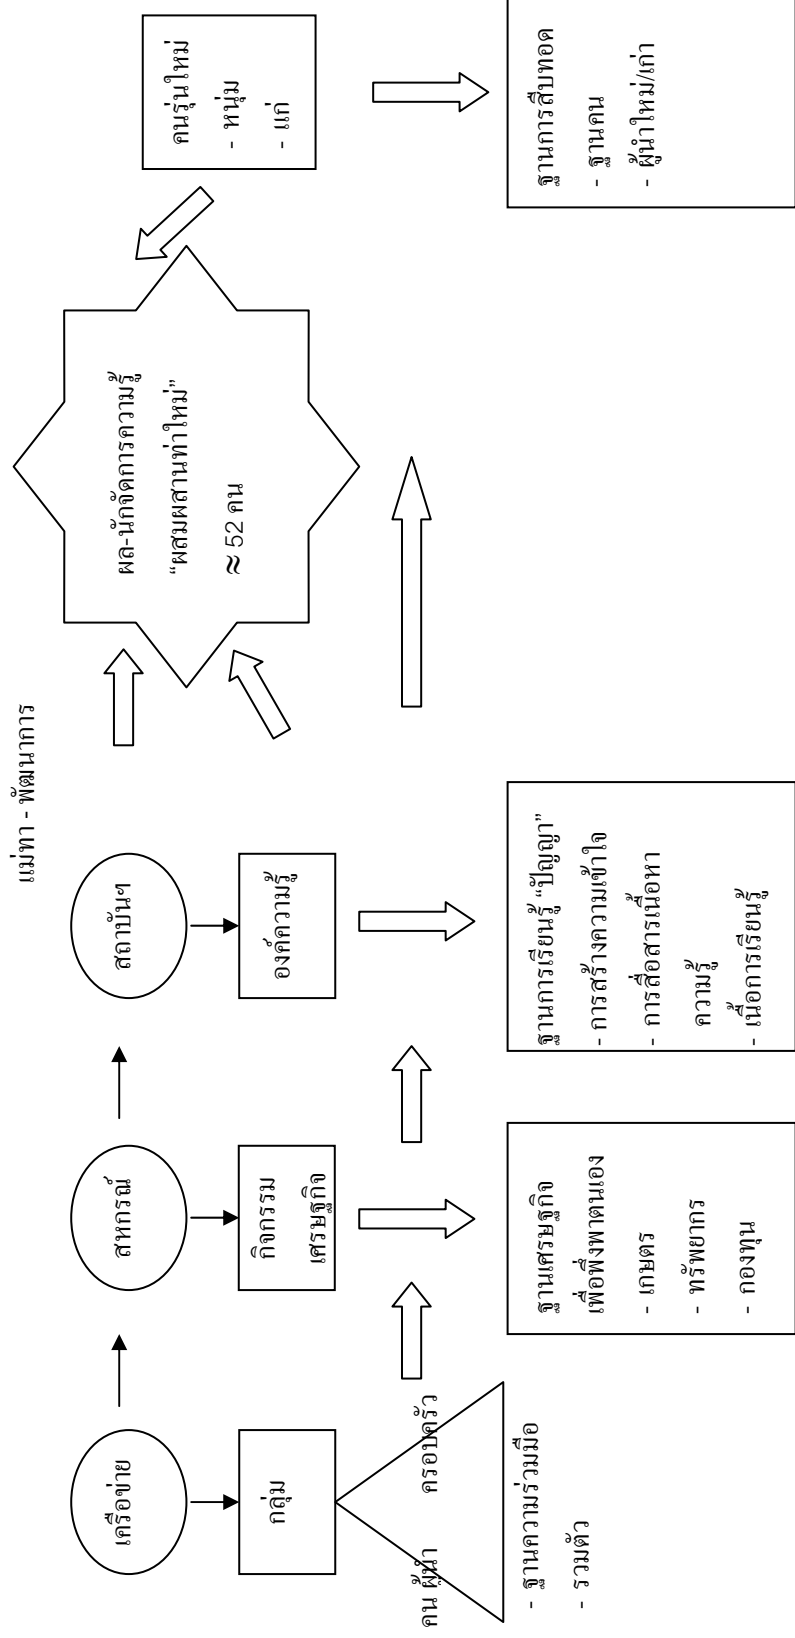 แม่ทา - พัฒนาการ
เครือข่าย
สหกรณ์
สถาบันฯ
กลุ่ม
กิจกรรม
เศรษฐกิจ
องค์ความรู้
ผล-นักจัดการความรู้
“ผสมผสานท่าใหม่”
≈ 52 คน
คนรุ่นใหม่
- หนุ่ม
- แก่
คน ผู้นำ
ครอบครัว
- ฐานความร่วมมือ
- รวมตัว
ฐานเศรษฐกิจ
เพื่อพึ่งพาตนเอง
- เกษตร
- ทรัพยากร
- กองทุน
ฐานการเรียนรู้ “ปัญญา”
- การสร้างความเข้าใจ
- การสื่อสารเนื้อหา
ความรู้
- เนื้อการเรียนรู้
ฐานการสืบทอด
- ฐานคน
- ผู้นำใหม่/เก่า